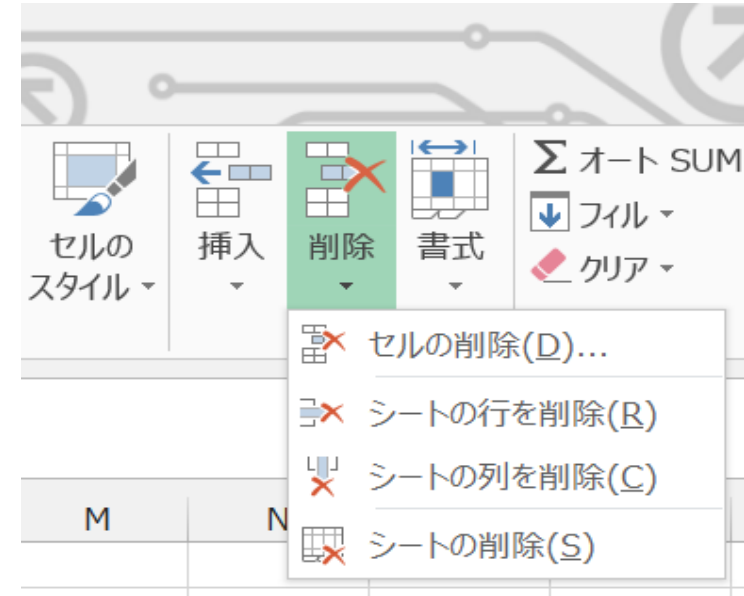 セルの
スタイル
挿入
削除
書式
Σ オート SUM
フィル
クリア
セルの削除(D)...
シートの行を削除(R)
シートの列を削除(C)
シートの削除(S)
M
N